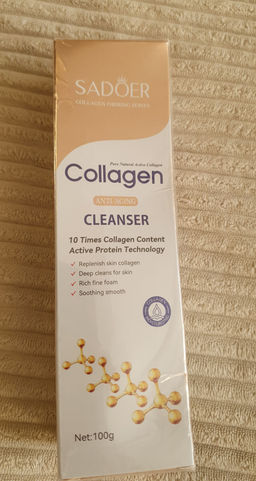 SADOER
COLLAGEN FIRMING SERIES
Pure Natural Active Collagen
Collagen
ANTI-AGING
CLEANSER
10 Times Collagen Content
Active Protein Technology
✓ Replenish skin collagen
✓ Deep cleans for skin
✓ Rich fine foam
✓ Soothing smooth
Net:100g